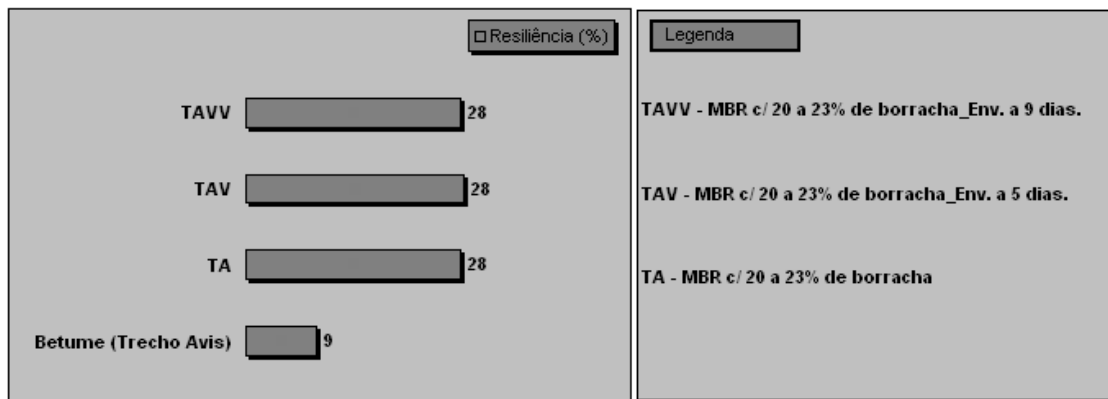 Resiliência (%)
TAVV 28
TAV 28
TA 28
Betume (Trecho Avis) 9
Legenda
TAVV - MBR c/ 20 a 23% de borracha_Env. a 9 dias.
TAV - MBR c/ 20 a 23% de borracha_Env. a 5 dias.
TA - MBR c/ 20 a 23% de borracha